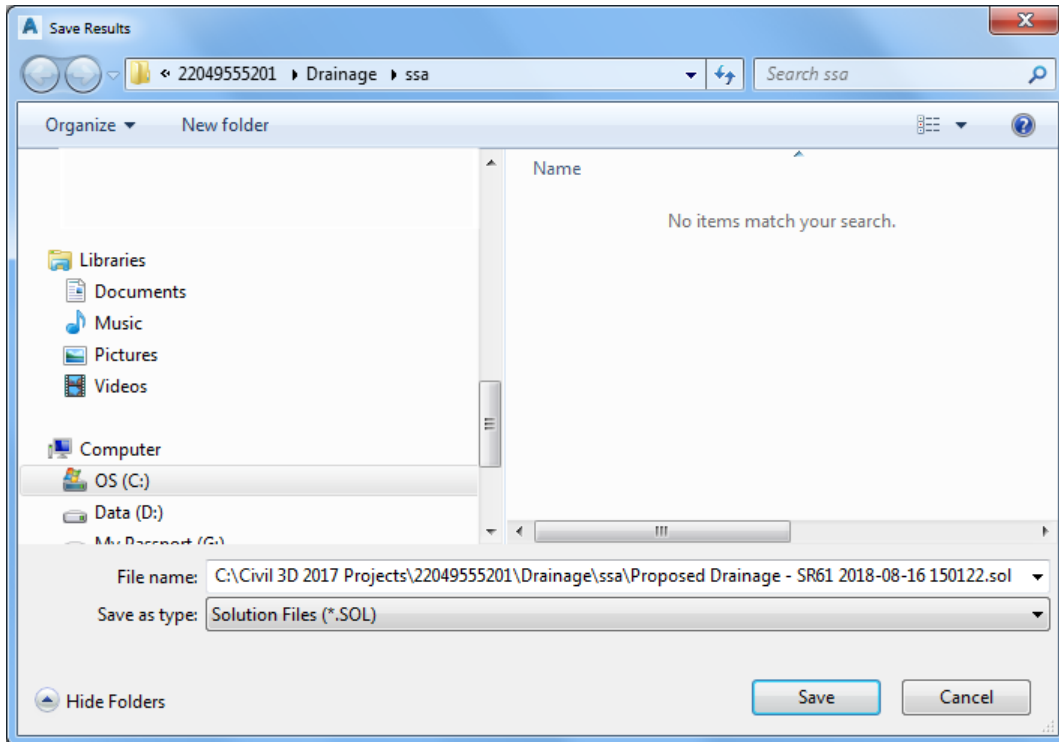 Save Results
« 22049555201 ▸ Drainage ▸ ssa
Search ssa
Organize
New folder
Name
No items match your search.
Libraries
Documents
Music
Pictures
Videos
Computer
OS (C:)
Data (D:)
My Passport (G:)
File name: C:\Civil 3D 2017 Projects\22049555201\Drainage\ssa\Proposed Drainage - SR61 2018-08-16 150122.sol
Save as type: Solution Files (*.SOL)
Hide Folders
Save
Cancel